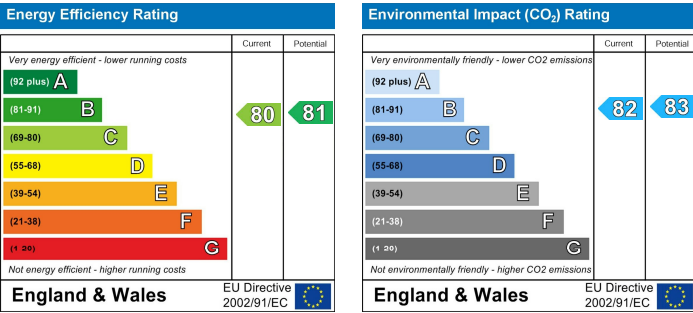 Energy Efficiency Rating
Current Potential
Very energy efficient - lower running costs
(92 plus) A
(81-91) B
(69-80) C
(55-68) D
(39-54) E
(21-38) F
(1 20) G
80 81
Not energy efficient - higher running costs
England & Wales
EU Directive
2002/91/EC
Environmental Impact (CO₂) Rating
Current Potential
Very environmentally friendly - lower CO2 emissions
(92 plus) A
(81-91) B
(69-80) C
(55-68) D
(39-54) E
(21-38) F
(1 20) G
82 83
Not environmentally friendly - higher CO2 emissions
England & Wales
EU Directive
2002/91/EC